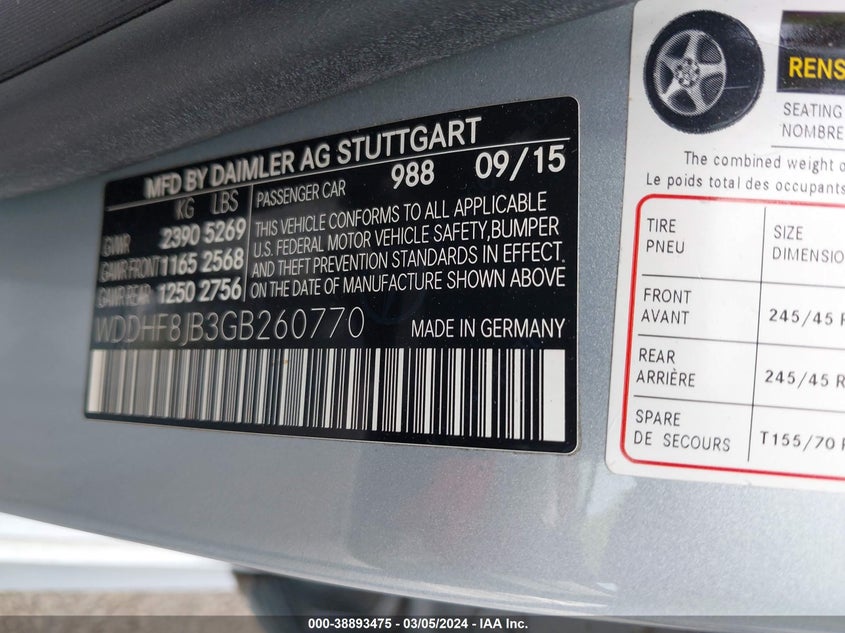 MFD BY DAIMLER AG STUTTGART
KG LBS PASSENGER CAR 988 09/15
GVWR 2390 5269
GAWR FRONT 1165 2568
GAWR REAR 1250 2756
THIS VEHICLE CONFORMS TO ALL APPLICABLE
U.S. FEDERAL MOTOR VEHICLE SAFETY, BUMPER
AND THEFT PREVENTION STANDARDS IN EFFECT
ON THE DATE OF MANUFACTURE SHOWN ABOVE
WDDHF8JB3GB260770 MADE IN GERMANY
RENS
SEATING
NOMBRE
The combined weight o
Le poids total des occupants
TIRE
PNEU
SIZE
DIMENSION
FRONT
AVANT
245/45 R
REAR
ARRIÈRE
245/45 R
SPARE
DE SECOURS
T155/70 R
000-38893475 - 03/05/2024 - IAA Inc.